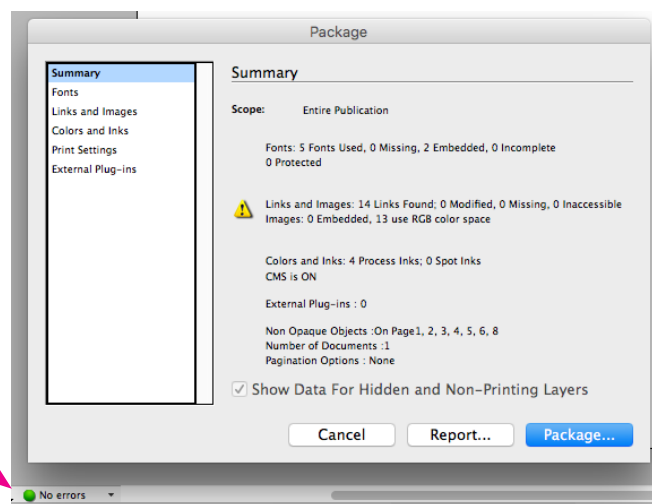 Package
Summary
Fonts
Links and Images
Colors and Inks
Print Settings
External Plug-ins
Summary
Scope: Entire Publication
Fonts: 5 Fonts Used, 0 Missing, 2 Embedded, 0 Incomplete
0 Protected
Links and Images: 14 Links Found; 0 Modified, 0 Missing, 0 Inaccessible
Images: 0 Embedded, 13 use RGB color space
Colors and Inks: 4 Process Inks; 0 Spot Inks
CMS is ON
External Plug-ins : 0
Non Opaque Objects :On Page1, 2, 3, 4, 5, 6, 8
Number of Documents :1
Pagination Options : None
Show Data For Hidden and Non-Printing Layers
Cancel Report... Package...
No errors